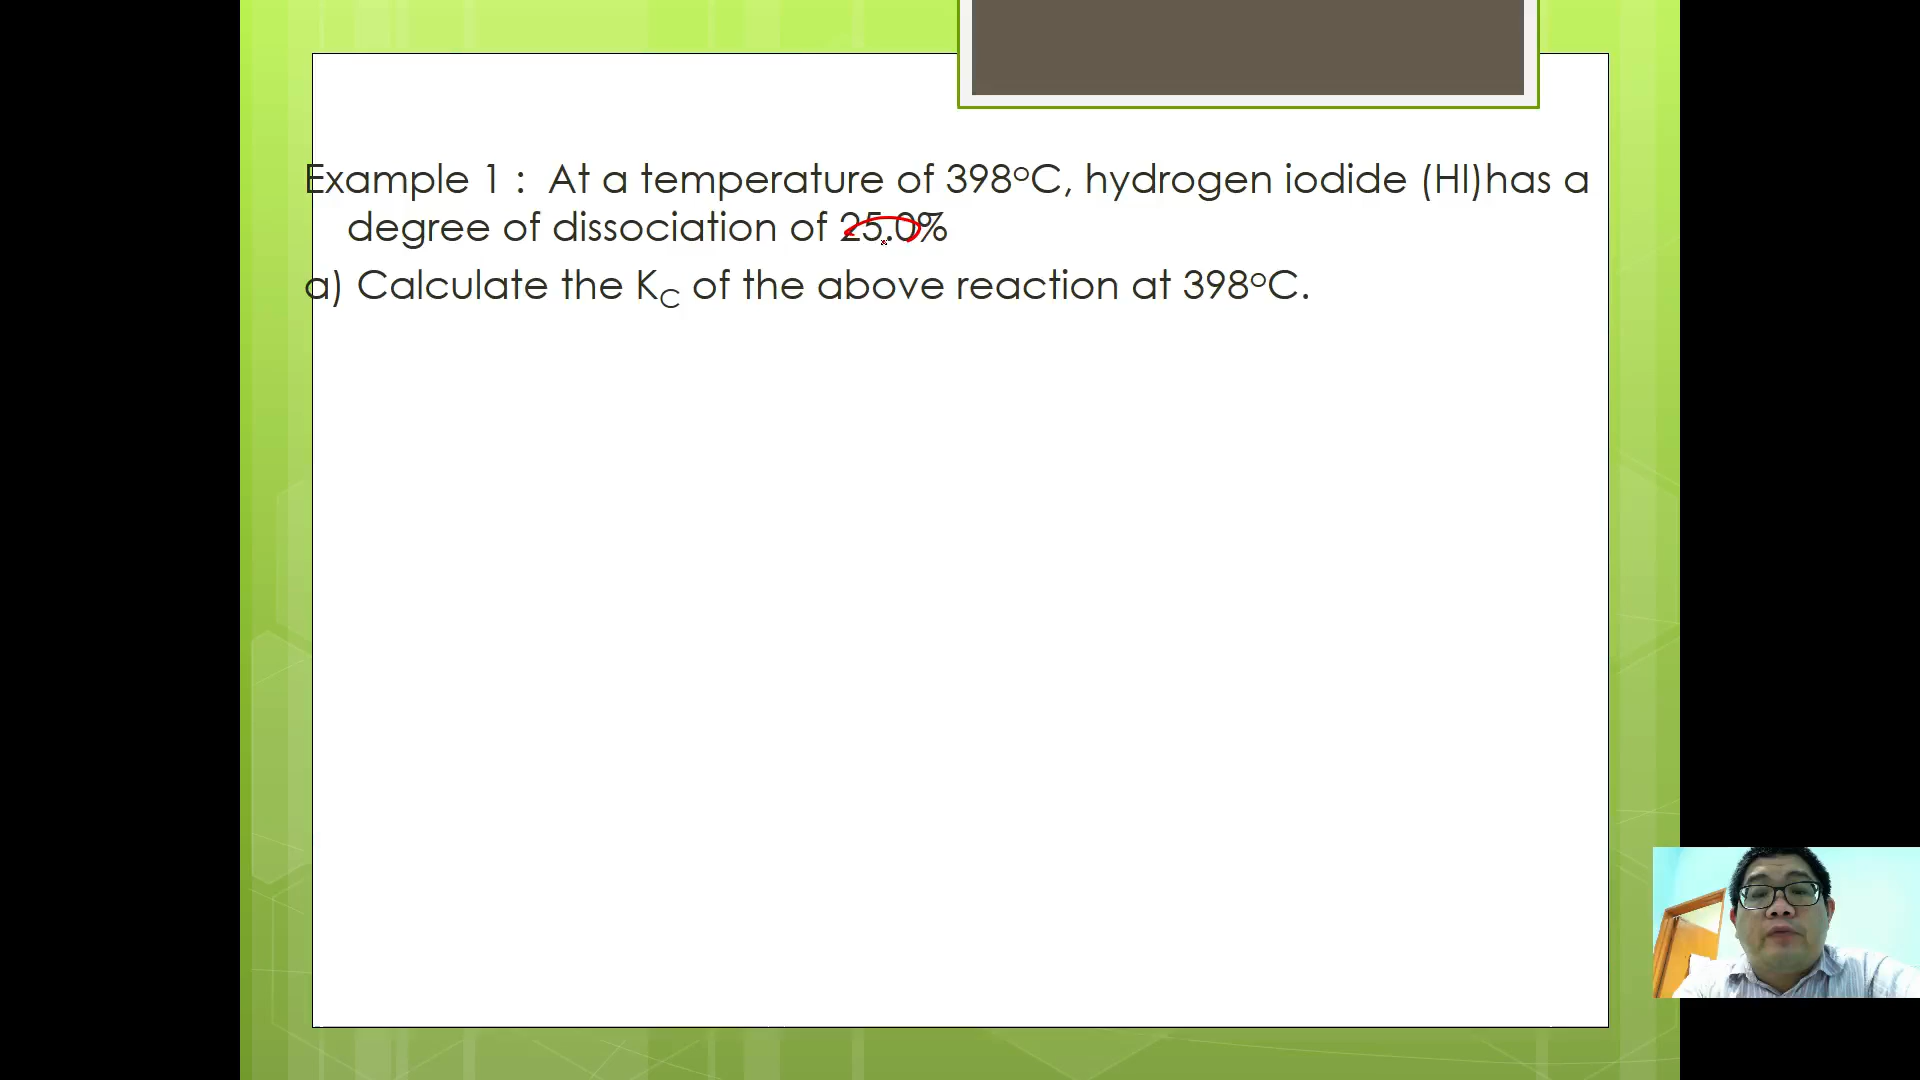 Example 1 : At a temperature of 398°C, hydrogen iodide (HI)has a
degree of dissociation of 25.0%
a) Calculate the KC of the above reaction at 398°C.